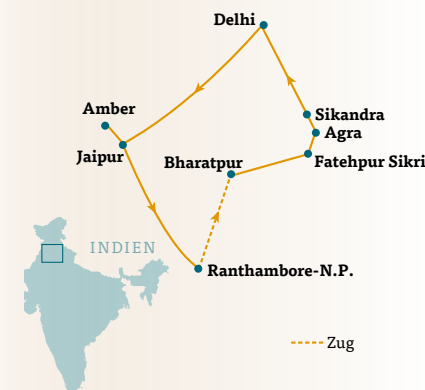 Delhi
Amber
Sikandra
Agra
Jaipur
Bharatpur
Fatehpur Sikri
INDIEN
Ranthambore-N.P.
Zug